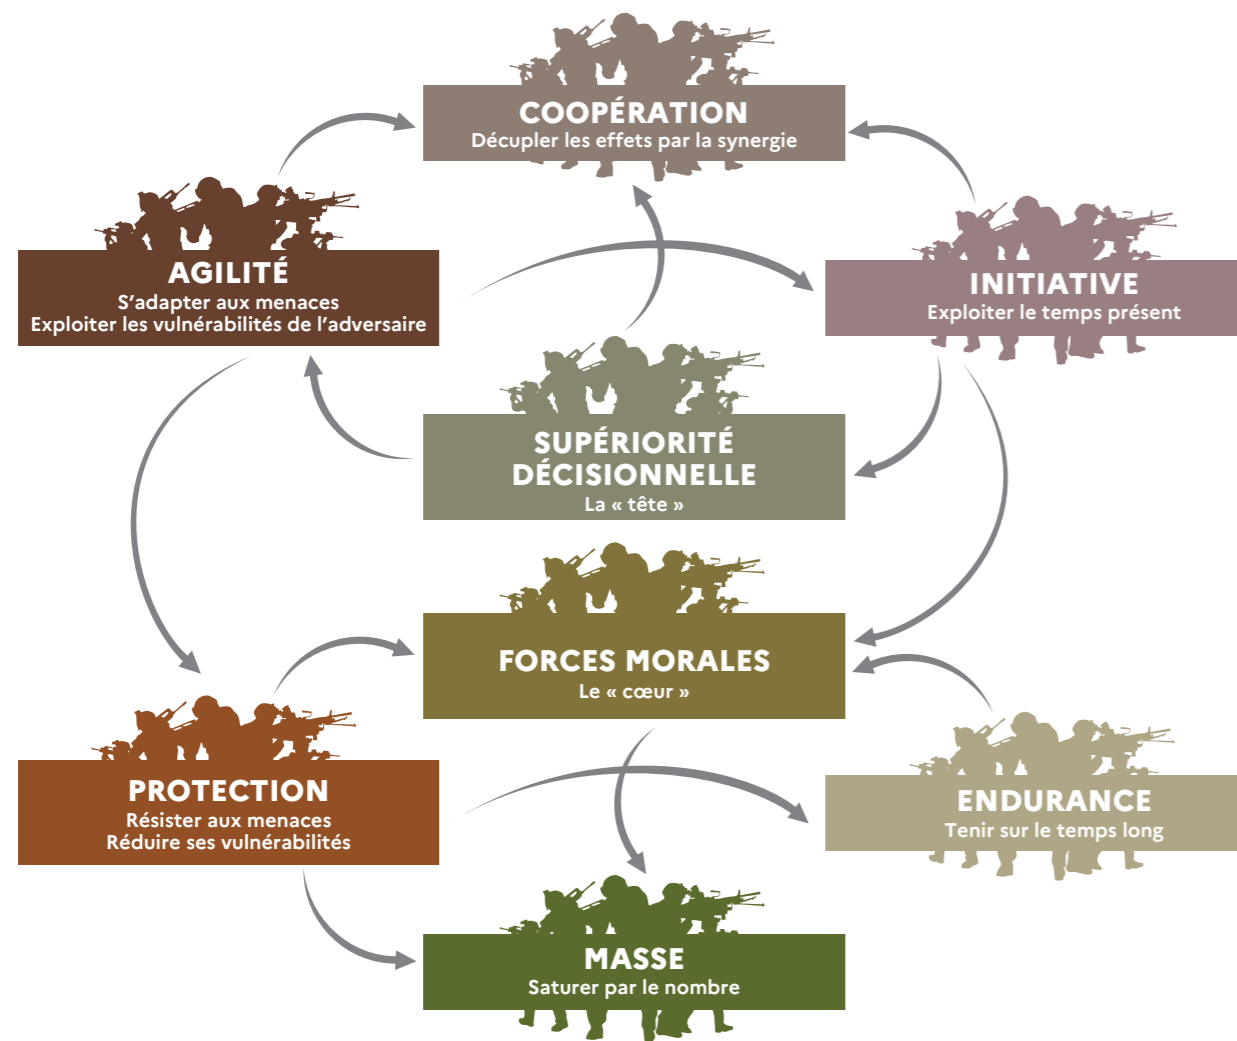 COOPÉRATION
Décupler les effets par la synergie
AGILITÉ
S’adapter aux menaces
Exploiter les vulnérabilités de l’adversaire
INITIATIVE
Exploiter le temps présent
SUPÉRIORITÉ
DÉCISIONNELLE
La « tête »
FORCES MORALES
Le « cœur »
PROTECTION
Résister aux menaces
Réduire ses vulnérabilités
ENDURANCE
Tenir sur le temps long
MASSE
Saturer par le nombre